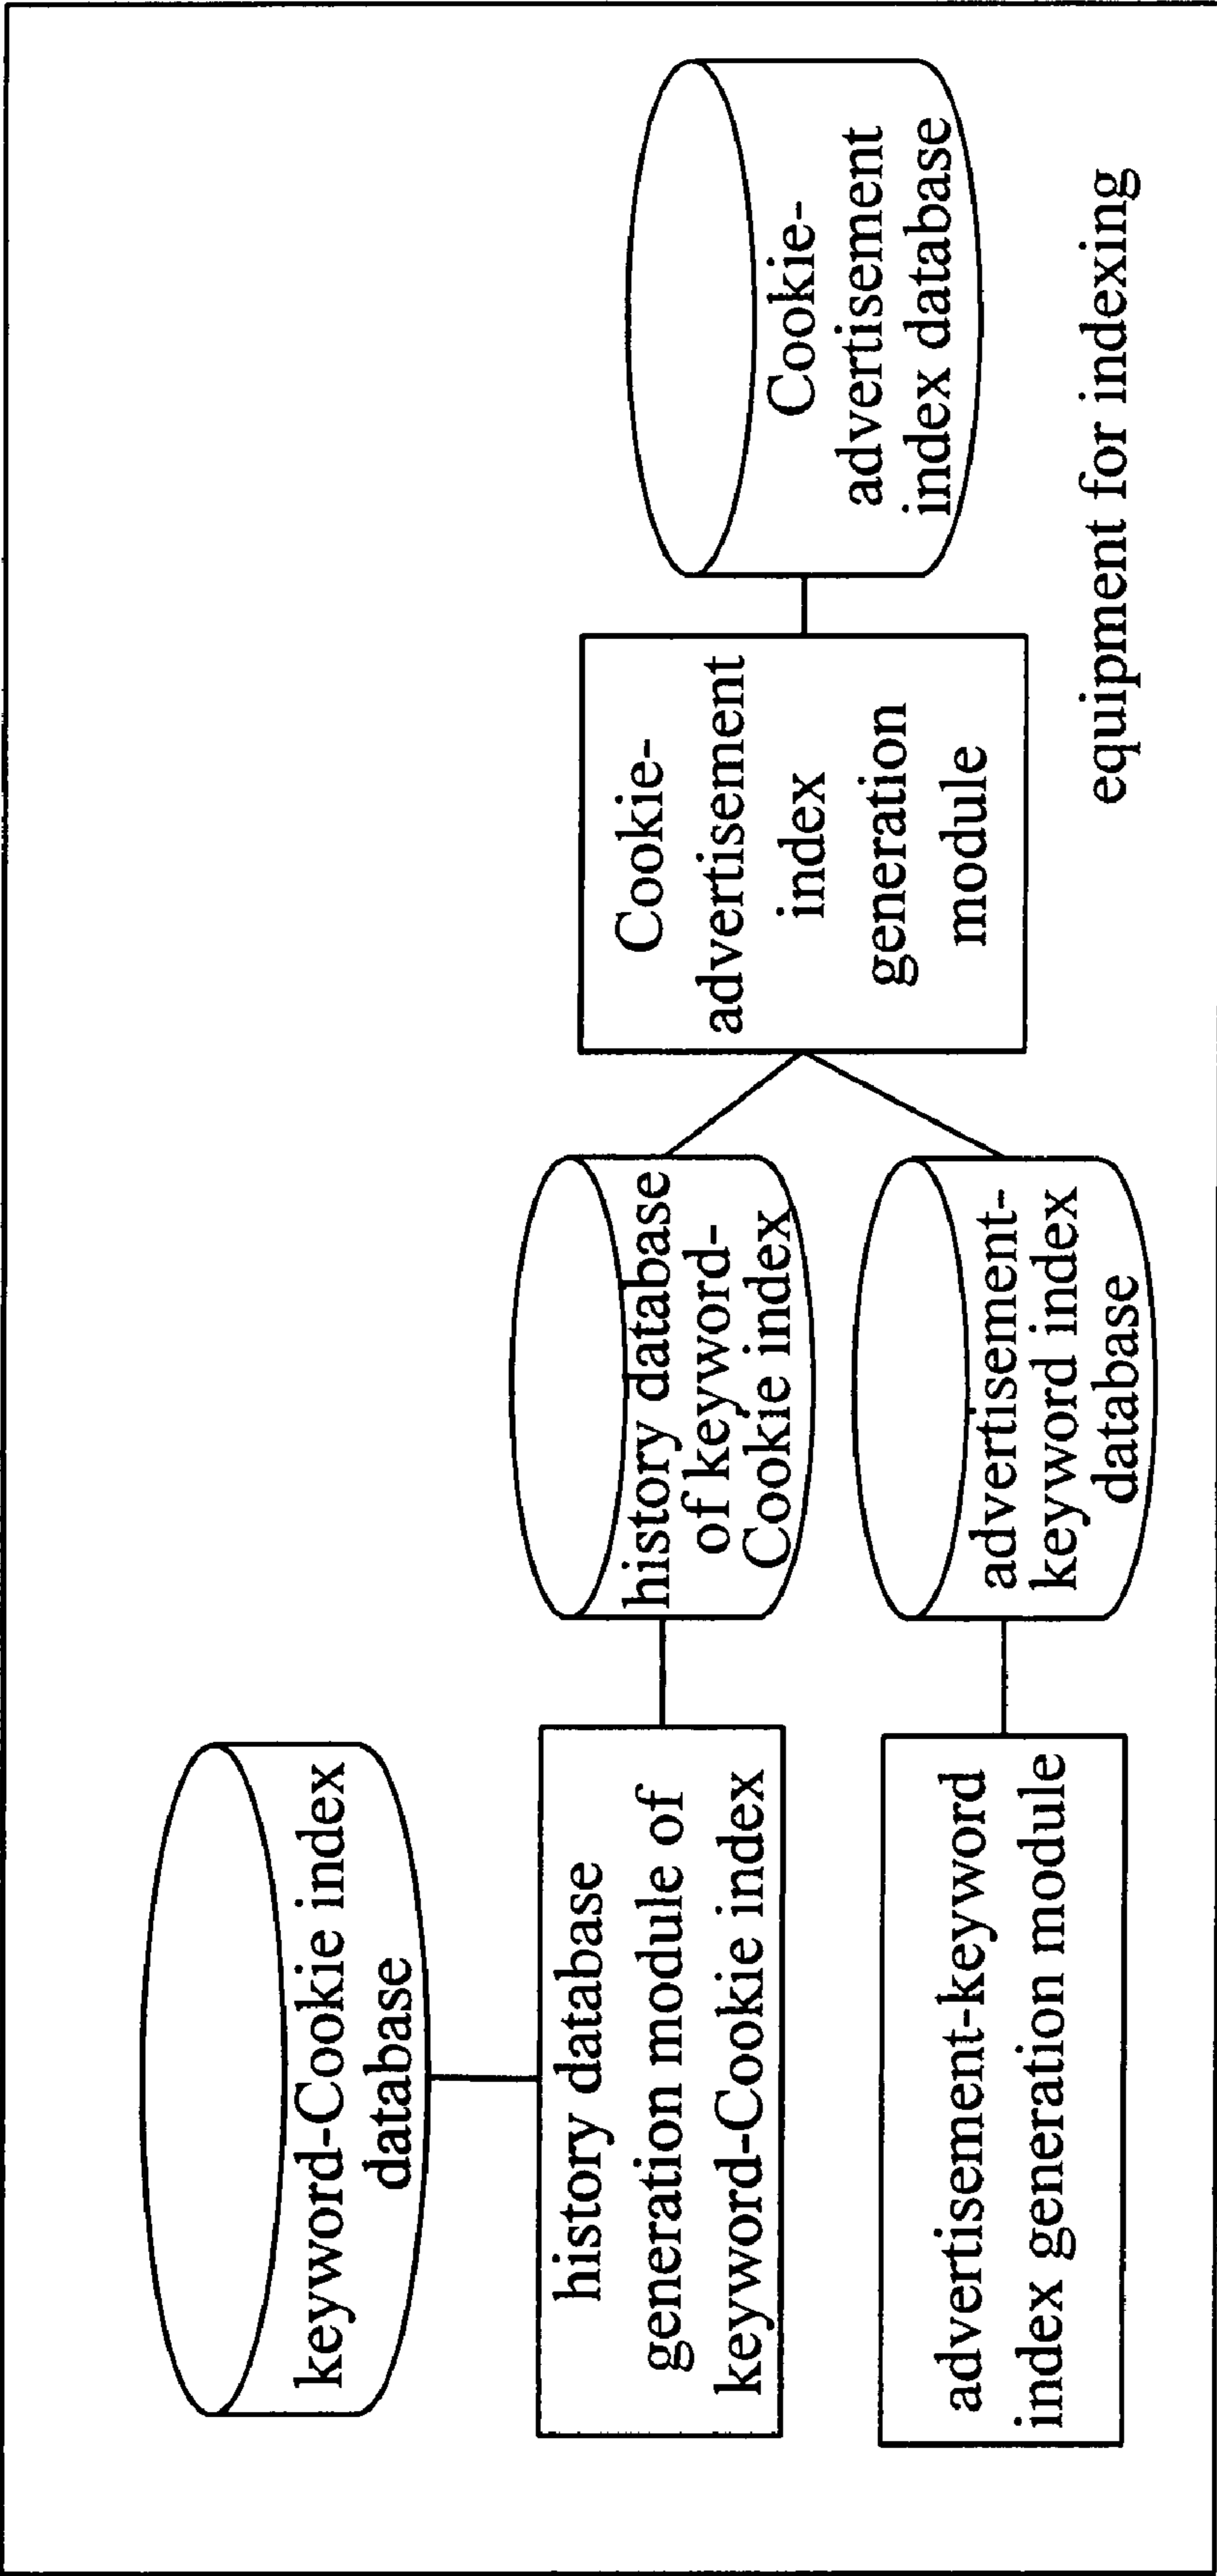 keyword-Cookie index
database
history database
generation module of
keyword-Cookie index
history database
of keyword-
Cookie index
advertisement-keyword
index generation module
advertisement-
keyword index
database
Cookie-
advertisement
index
generation
module
Cookie-
advertisement
index database
equipment for indexing